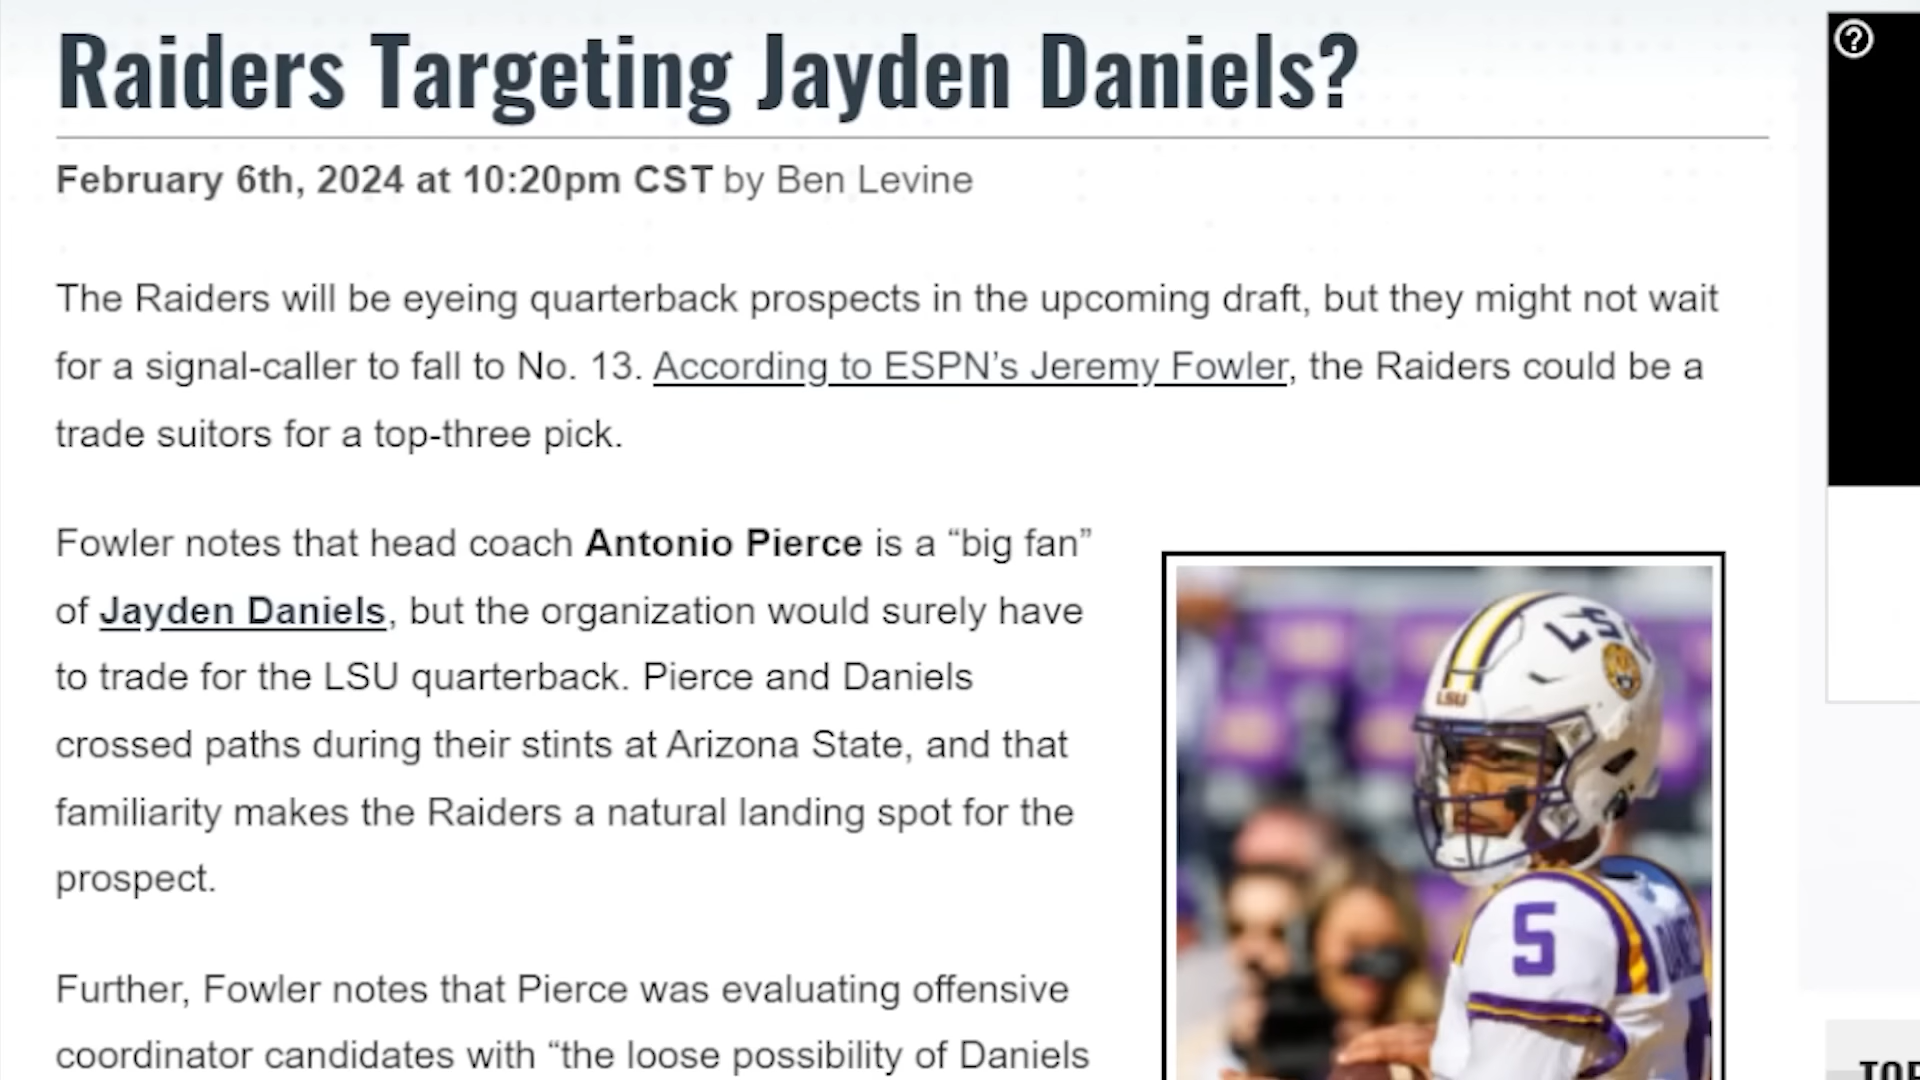 Raiders Targeting Jayden Daniels?
February 6th, 2024 at 10:20pm CST by Ben Levine
The Raiders will be eyeing quarterback prospects in the upcoming draft, but they might not wait
for a signal-caller to fall to No. 13. According to ESPN’s Jeremy Fowler, the Raiders could be a
trade suitors for a top-three pick.
Fowler notes that head coach Antonio Pierce is a “big fan”
of Jayden Daniels, but the organization would surely have
to trade for the LSU quarterback. Pierce and Daniels
crossed paths during their stints at Arizona State, and that
familiarity makes the Raiders a natural landing spot for the
prospect.
Further, Fowler notes that Pierce was evaluating offensive
coordinator candidates with “the loose possibility of Daniels
LSU
LSU
5